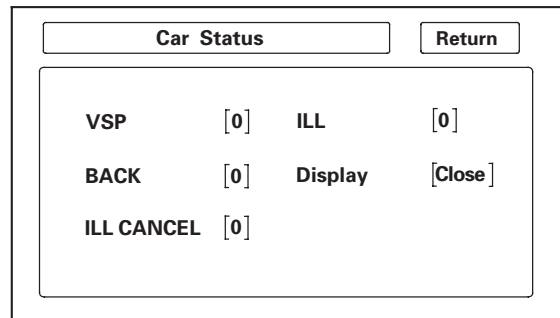 Car Status Return
VSP [0] ILL [0]
BACK [0] Display [Close]
ILL CANCEL [0]